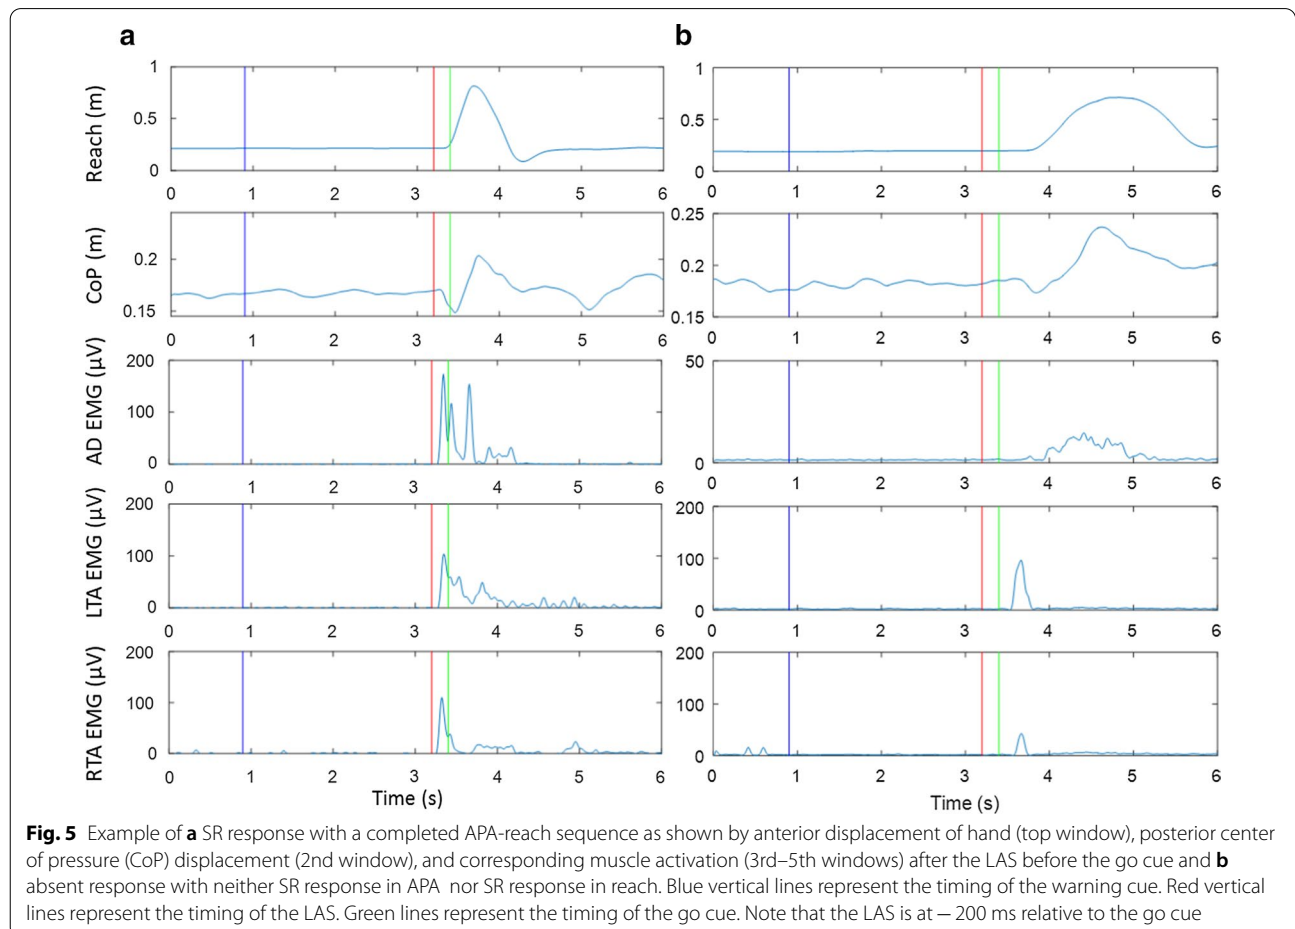 a
b
Reach (m)
1
0.5
0
0 1 2 3 4 5 6
1
0.5
0
0 1 2 3 4 5 6
CoP (m)
0.2
0.15
0 1 2 3 4 5 6
0.25
0.2
0.15
0 1 2 3 4 5 6
AD EMG (µV)
200
100
0
0 1 2 3 4 5 6
50
0
0 1 2 3 4 5 6
LTA EMG (µV)
200
100
0
0 1 2 3 4 5 6
200
100
0
0 1 2 3 4 5 6
RTA EMG (µV)
200
100
0
0 1 2 3 4 5 6
Time (s)
200
100
0
0 1 2 3 4 5 6
Time (s)
Fig. 5 Example of a SR response with a completed APA-reach sequence as shown by anterior displacement of hand (top window), posterior center
of pressure (CoP) displacement (2nd window), and corresponding muscle activation (3rd–5th windows) after the LAS before the go cue and b
absent response with neither SR response in APA nor SR response in reach. Blue vertical lines represent the timing of the warning cue. Red vertical
lines represent the timing of the LAS. Green lines represent the timing of the go cue. Note that the LAS is at − 200 ms relative to the go cue